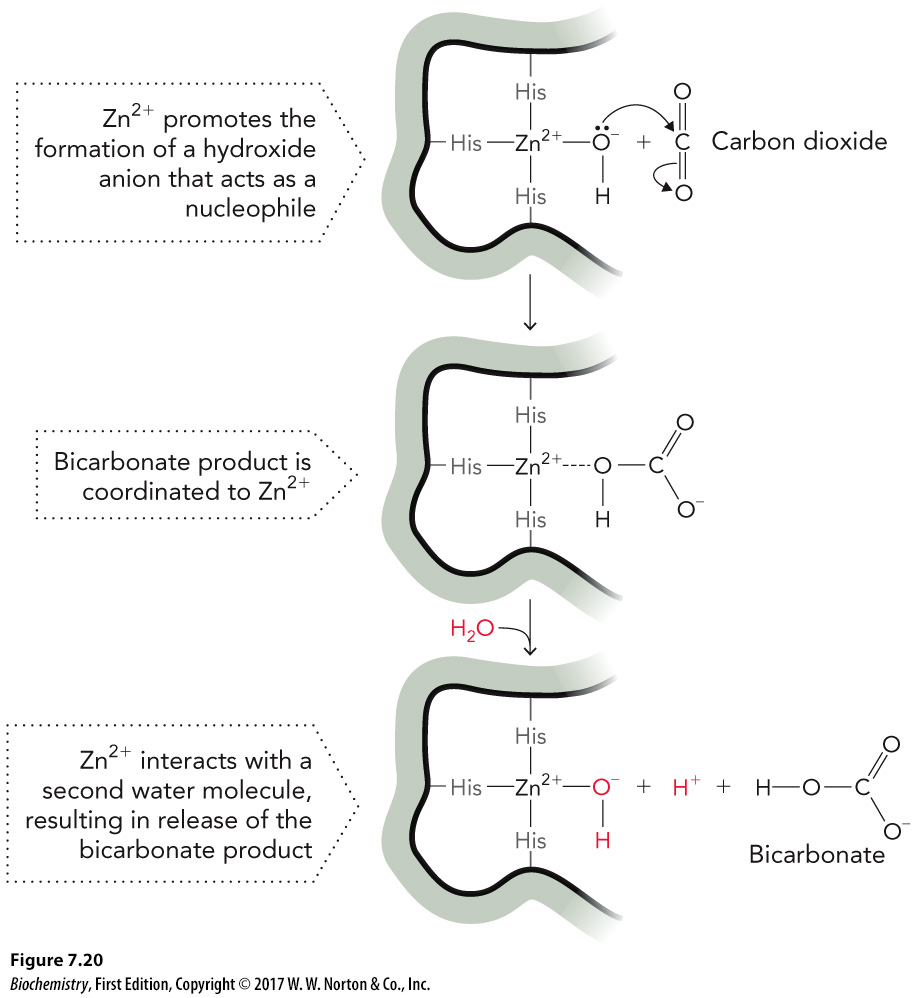 His
Zn2+ promotes the
formation of a hydroxide
anion that acts as a
nucleophile
His Zn2+ O− + C Carbon dioxide
O
O
H
His
His
Bicarbonate product is
coordinated to Zn2+
His Zn2+ O C
O
O−
H
His
H2O
His
Zn2+ interacts with a
second water molecule,
resulting in release of the
bicarbonate product
His Zn2+ O− + H+ + H O C
O
O−
H
His
Bicarbonate
Figure 7.20
Biochemistry, First Edition, Copyright © 2017 W. W. Norton & Co., Inc.